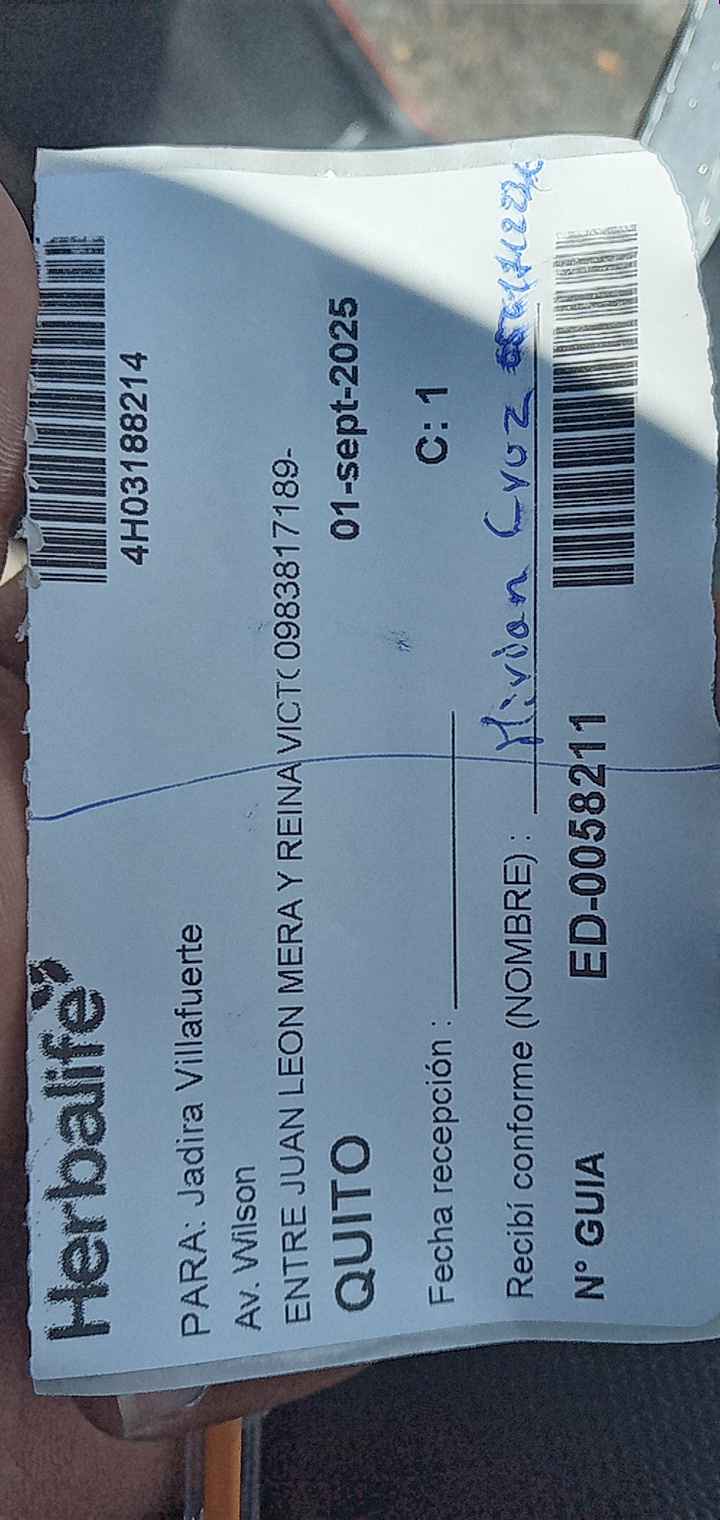 Herbalife
4H03188214
PARA: Jadira Villafuerte
Av. Wilson
ENTRE JUAN LEON MERA Y REINA VICT( 0983817189-
QUITO 01-sept-2025
Fecha recepción : C: 1
Recibí conforme (NOMBRE) : Mivian Cruz
N° GUIA ED-0058211